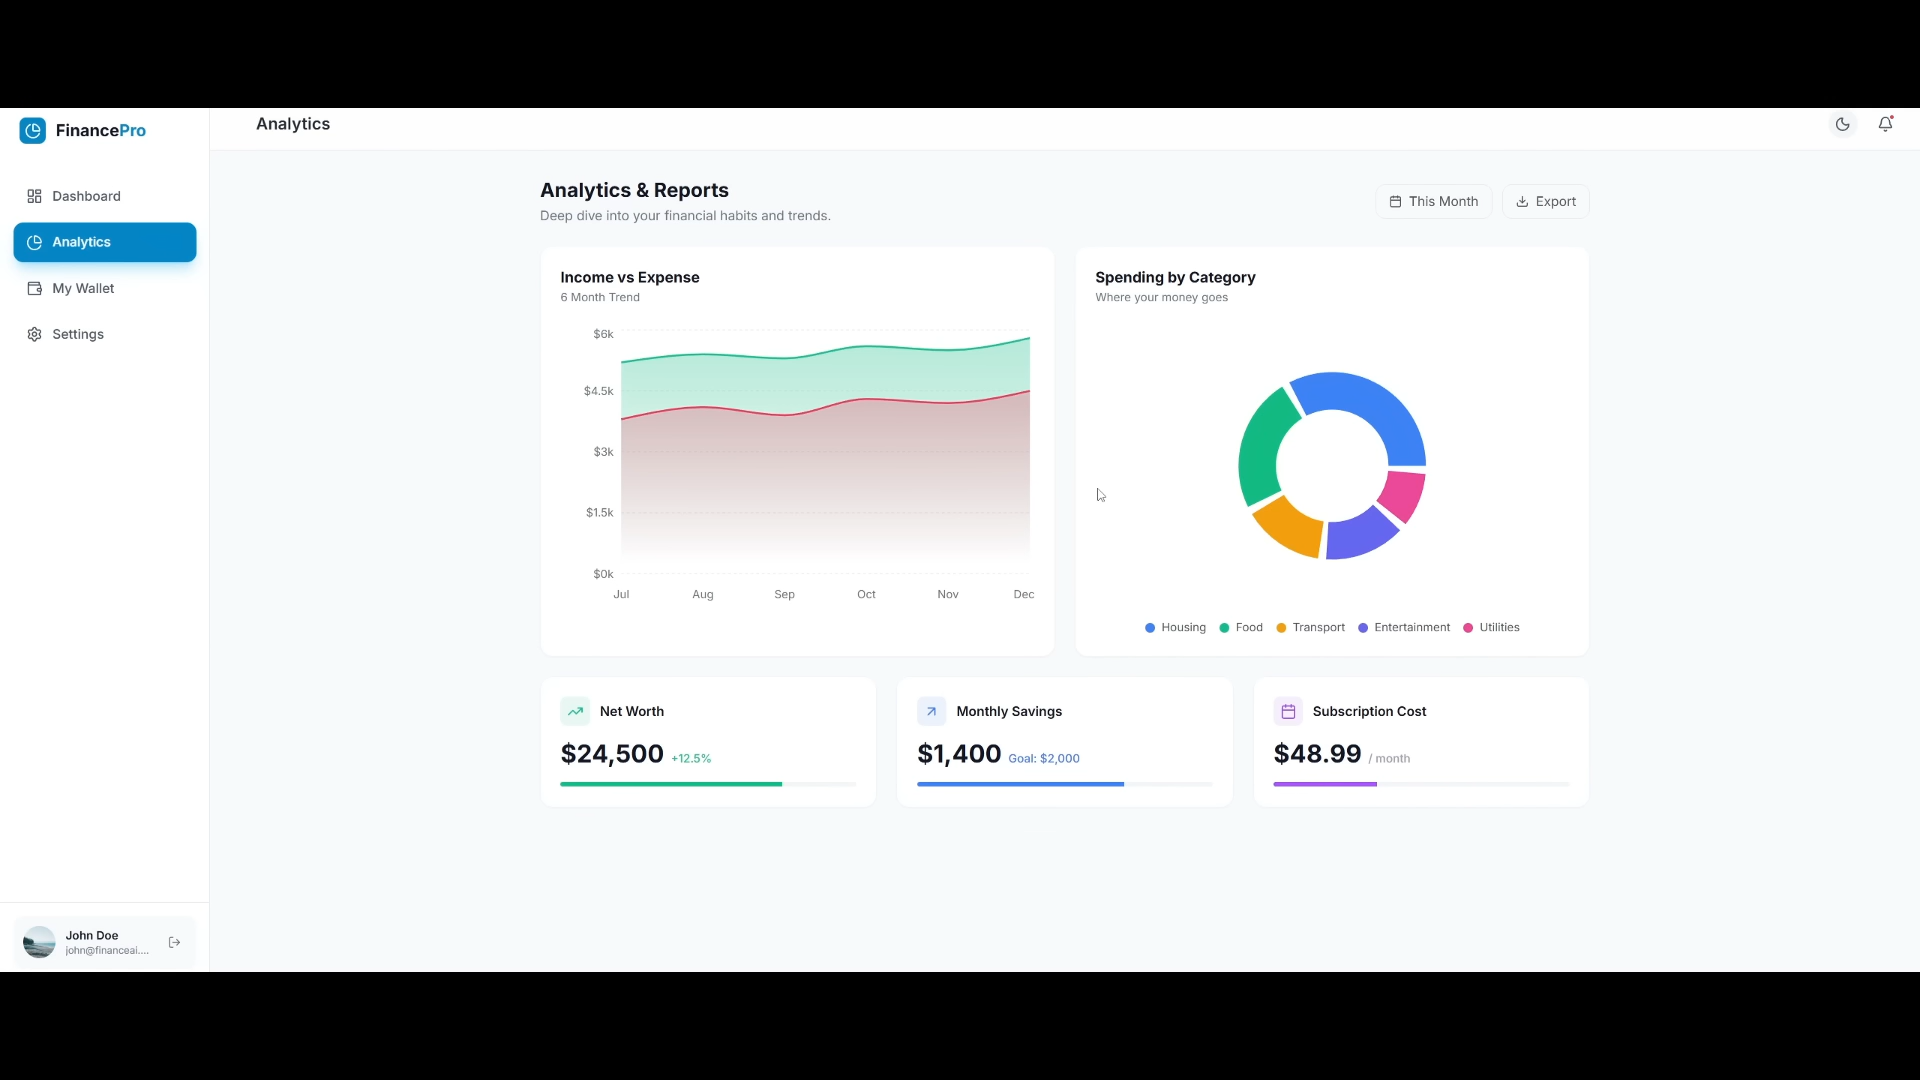 FinancePro
Analytics
Dashboard
Analytics
My Wallet
Settings
Analytics & Reports
Deep dive into your financial habits and trends.
This Month
Export
Income vs Expense
6 Month Trend
$6k
$4.5k
$3k
$1.5k
$0k
Jul Aug Sep Oct Nov Dec
Spending by Category
Where your money goes
Housing Food Transport Entertainment Utilities
Net Worth
$24,500 +12.5%
Monthly Savings
$1,400 Goal: $2,000
Subscription Cost
$48.99 / month
John Doe
john@financeai....